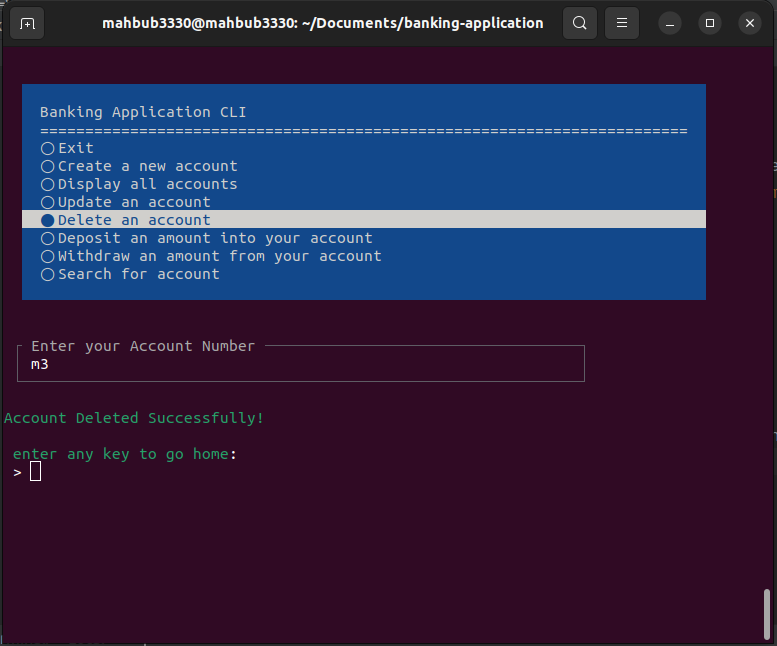 mahbub3330@mahbub3330: ~/Documents/banking-application
Banking Application CLI
========================================================================
Exit
Create a new account
Display all accounts
Update an account
Delete an account
Deposit an amount into your account
Withdraw an amount from your account
Search for account
Enter your Account Number
m3
Account Deleted Successfully!
enter any key to go home:
>